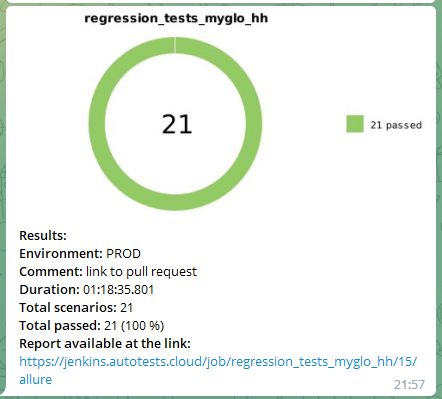 regression_tests_myglo_hh
21
21 passed
Results:
Environment: PROD
Comment: link to pull request
Duration: 01:18:35.801
Total scenarios: 21
Total passed: 21 (100 %)
Report available at the link:
https://jenkins.autotests.cloud/job/regression_tests_myglo_hh/15/
allure
21:57